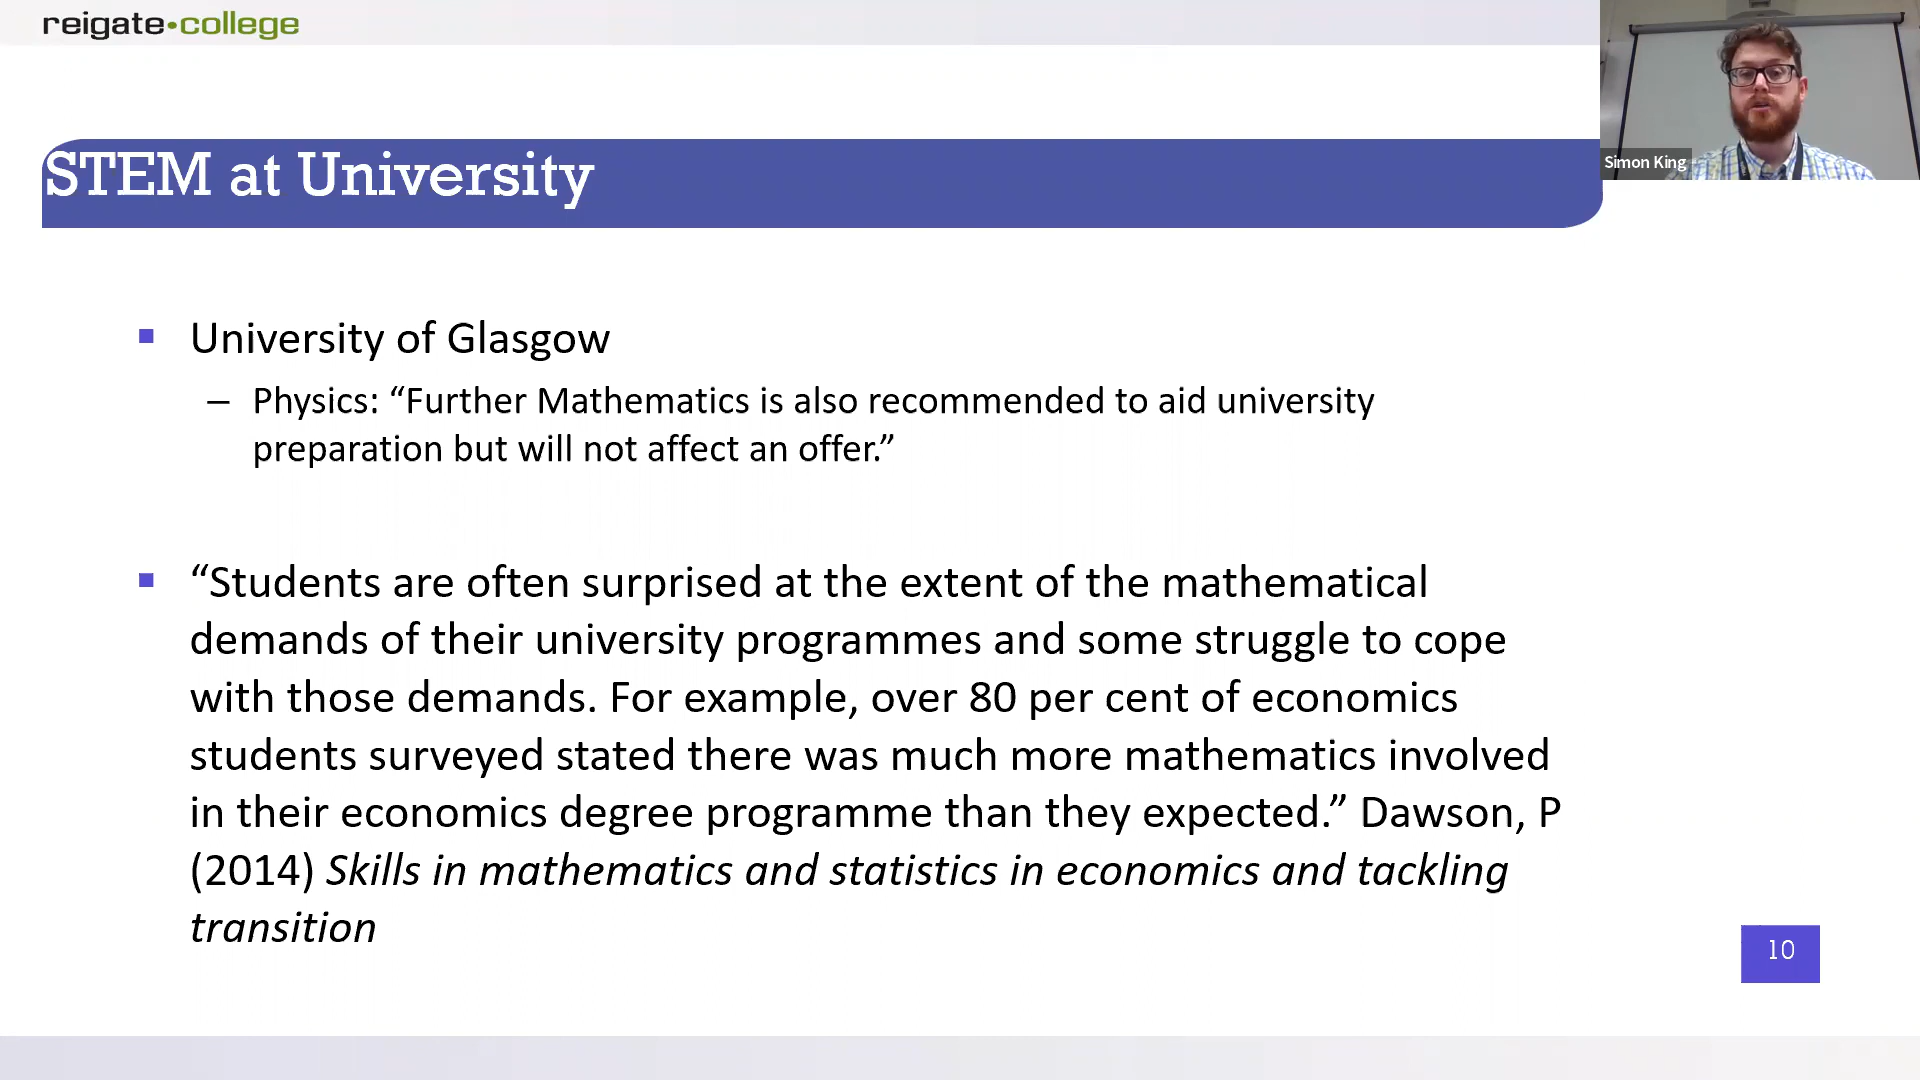 reigate•college
Simon King
STEM at University
▪ University of Glasgow
– Physics: “Further Mathematics is also recommended to aid university
preparation but will not affect an offer.”
▪ “Students are often surprised at the extent of the mathematical
demands of their university programmes and some struggle to cope
with those demands. For example, over 80 per cent of economics
students surveyed stated there was much more mathematics involved
in their economics degree programme than they expected.” Dawson, P
(2014) Skills in mathematics and statistics in economics and tackling
transition
10